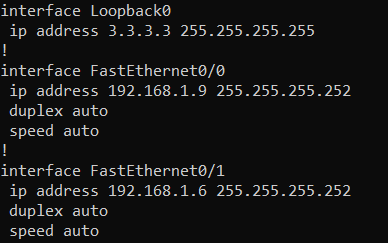 interface Loopback0
 ip address 3.3.3.3 255.255.255.255
!
interface FastEthernet0/0
 ip address 192.168.1.9 255.255.255.252
 duplex auto
 speed auto
!
interface FastEthernet0/1
 ip address 192.168.1.6 255.255.255.252
 duplex auto
 speed auto